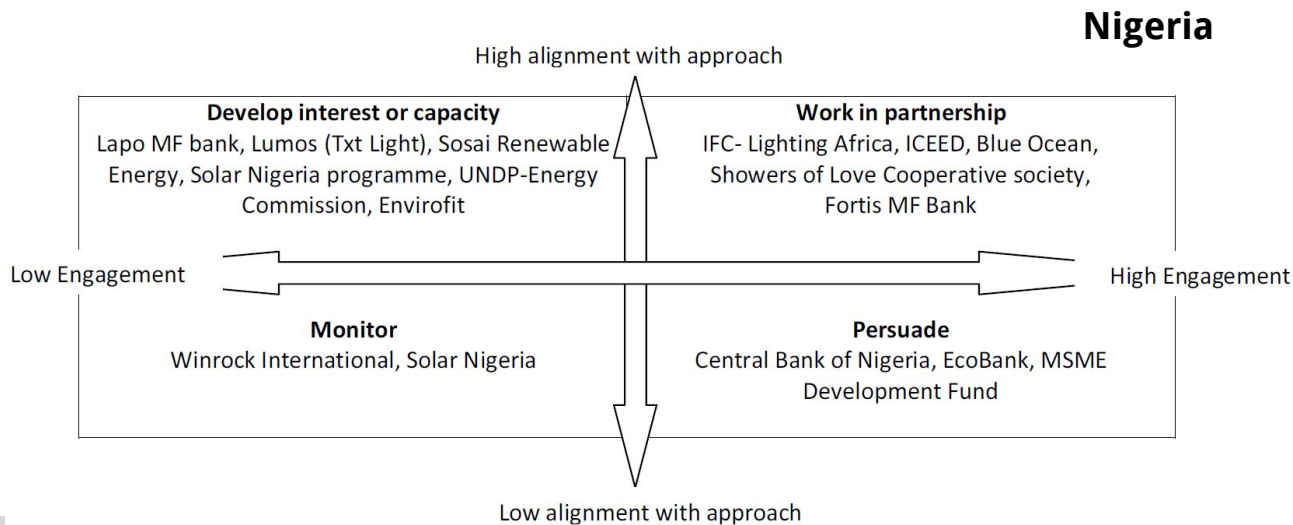 Nigeria
High alignment with approach
Develop interest or capacity
Lapo MF bank, Lumos (Txt Light), Sosai Renewable
Energy, Solar Nigeria programme, UNDP-Energy
Commission, Envirofit
Work in partnership
IFC- Lighting Africa, ICEED, Blue Ocean,
Showers of Love Cooperative society,
Fortis MF Bank
Low Engagement
High Engagement
Monitor
Winrock International, Solar Nigeria
Persuade
Central Bank of Nigeria, EcoBank, MSME
Development Fund
Low alignment with approach